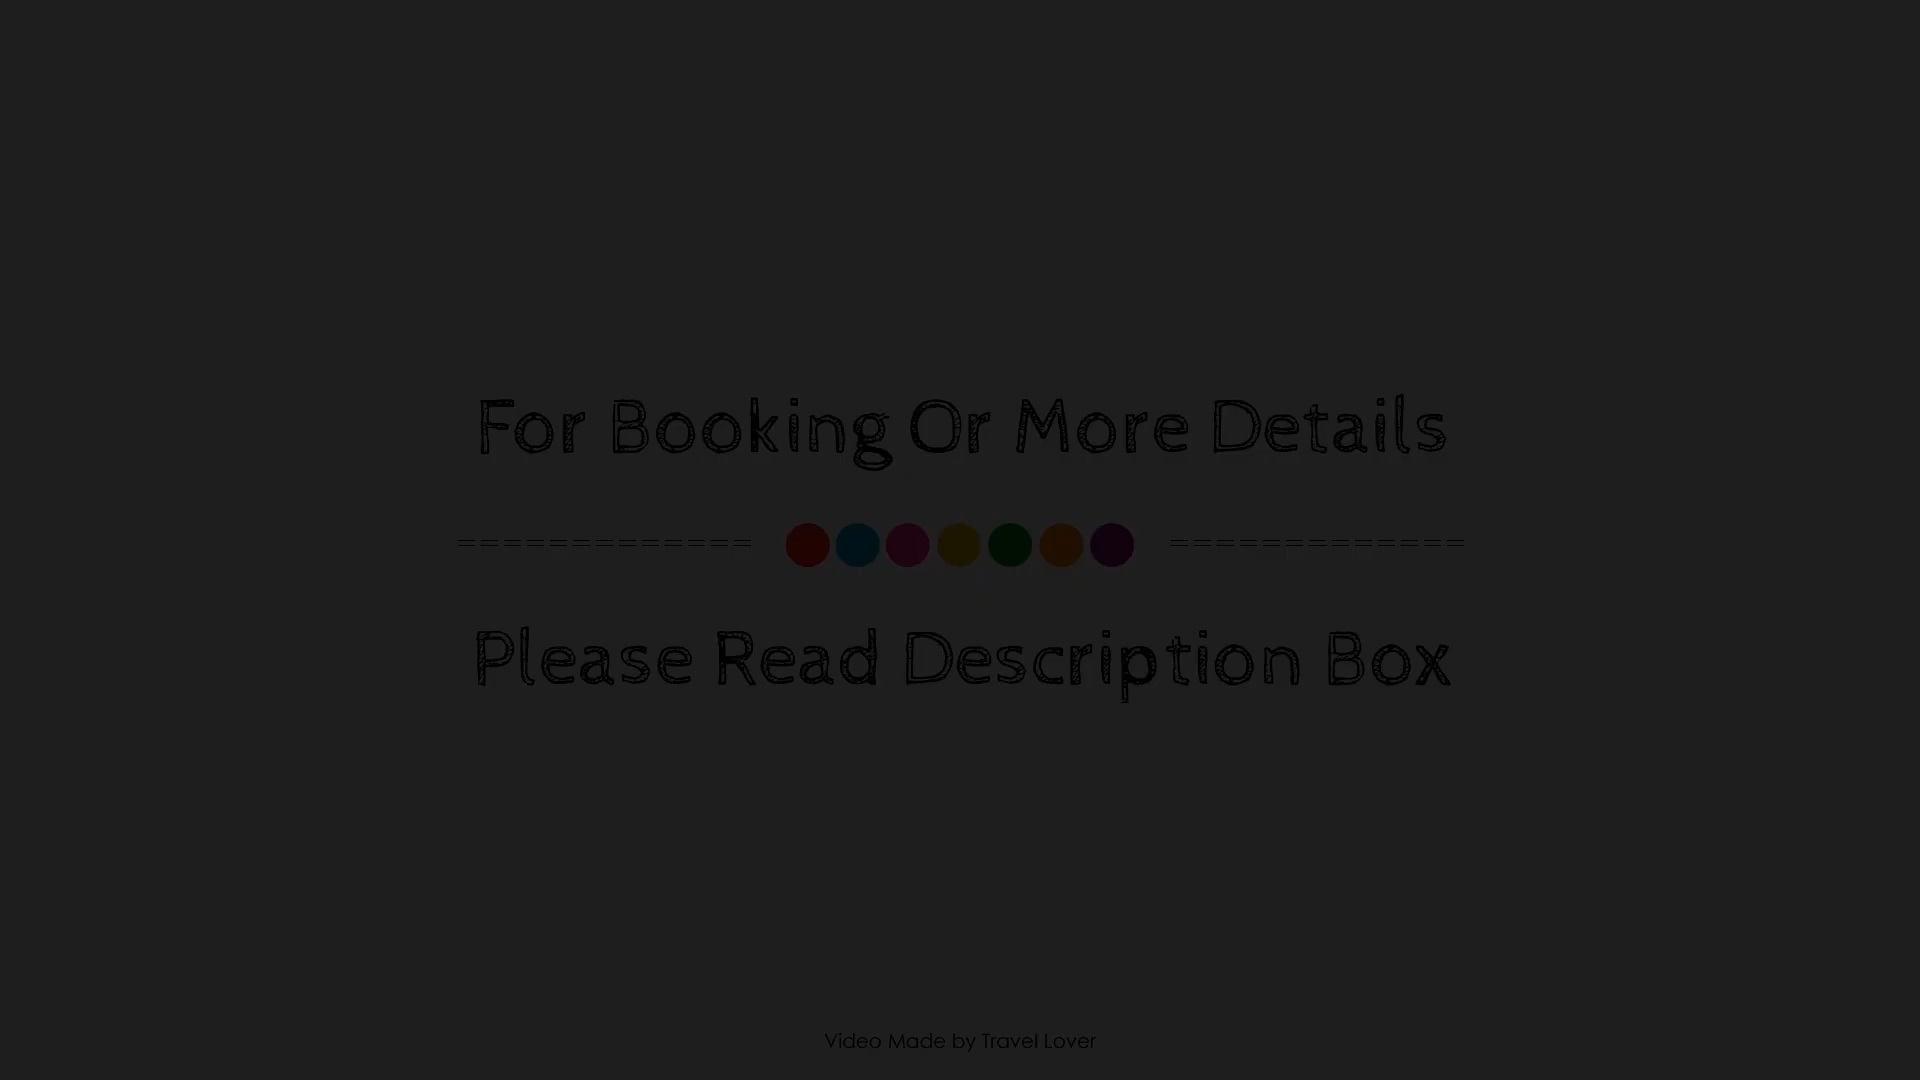 For Booking Or More Details
============= =============
Please Read Description Box
Video Made by Travel Lover